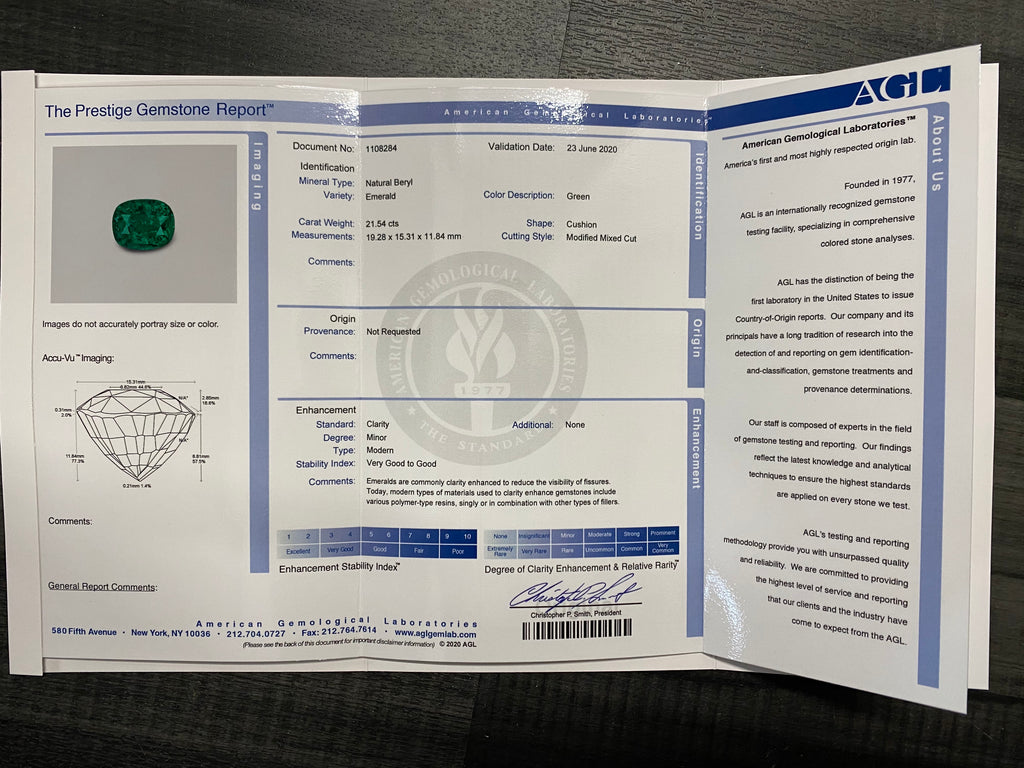 The Prestige Gemstone Report™
Imaging
Images do not accurately portray size or color.
Accu-Vu™ Imaging:
15.31mm
6.82mm 44.6%
0.31mm
2.0%
N/A*
2.85mm
18.6%
N/A*
11.84mm
77.3%
8.81mm
57.5%
0.21mm 1.4%
Comments:
General Report Comments:
American Gemological Laboratories
Document No: 1108284 Validation Date: 23 June 2020
Identification
Mineral Type: Natural Beryl
Variety: Emerald Color Description: Green
Carat Weight: 21.54 cts Shape: Cushion
Measurements: 19.28 x 15.31 x 11.84 mm Cutting Style: Modified Mixed Cut
Comments:
Identification
Origin
Provenance: Not Requested
Comments:
Origin
AMERICAN GEMOLOGICAL LABORATORIES
1977
THE STANDARD
Enhancement
Standard: Clarity Additional: None
Degree: Minor
Type: Modern
Stability Index: Very Good to Good
Comments: Emeralds are commonly clarity enhanced to reduce the visibility of fissures.
Today, modern types of materials used to clarity enhance gemstones include
various polymer-type resins, singly or in combination with other types of fillers.
Enhancement
1 2 3 4 5 6 7 8 9 10
Excellent Very Good Good Fair Poor
Enhancement Stability Index™
None Insignificant Minor Moderate Strong Prominent
Extremely Rare Very Rare Rare Uncommon Common Very Common
Degree of Clarity Enhancement & Relative Rarity™
Christopher P. Smith, President
American Gemological Laboratories
580 Fifth Avenue · New York, NY 10036 · 212.704.0727 · Fax: 212.764.7614 · www.aglgemlab.com
(Please see the back of this document for important disclaimer information) © 2020 AGL
AGL
About Us
American Gemological Laboratories™
America's first and most highly respected origin lab.
Founded in 1977,
AGL is an internationally recognized gemstone
testing facility, specializing in comprehensive
colored stone analyses.
AGL has the distinction of being the
first laboratory in the United States to issue
Country-of-Origin reports. Our company and its
principals have a long tradition of research into the
detection of and reporting on gem identification-
and-classification, gemstone treatments and
provenance determinations.
Our staff is composed of experts in the field
of gemstone testing and reporting. Our findings
reflect the latest knowledge and analytical
techniques to ensure the highest standards
are applied on every stone we test.
AGL's testing and reporting
methodology provide you with unsurpassed quality
and reliability. We are committed to providing
the highest level of service and reporting
that our clients and the industry have
come to expect from the AGL.